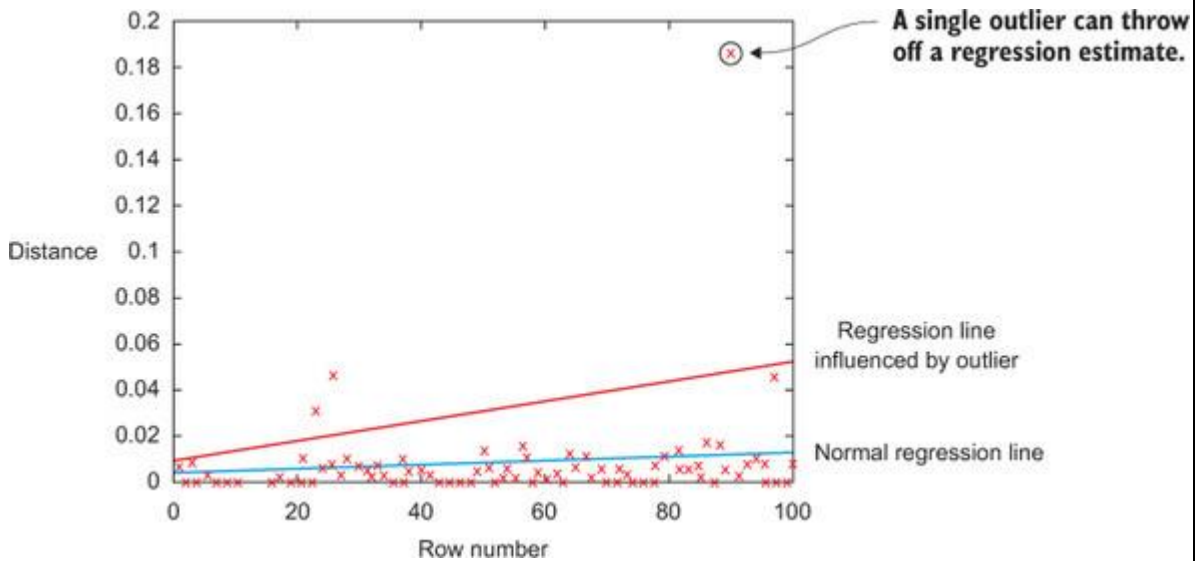 A single outlier can throw
off a regression estimate.
0.2
0.18
0.16
0.14
0.12
0.1
0.08
0.06
0.04
0.02
0
Distance
Regression line
influenced by outlier
Normal regression line
0 20 40 60 80 100
Row number